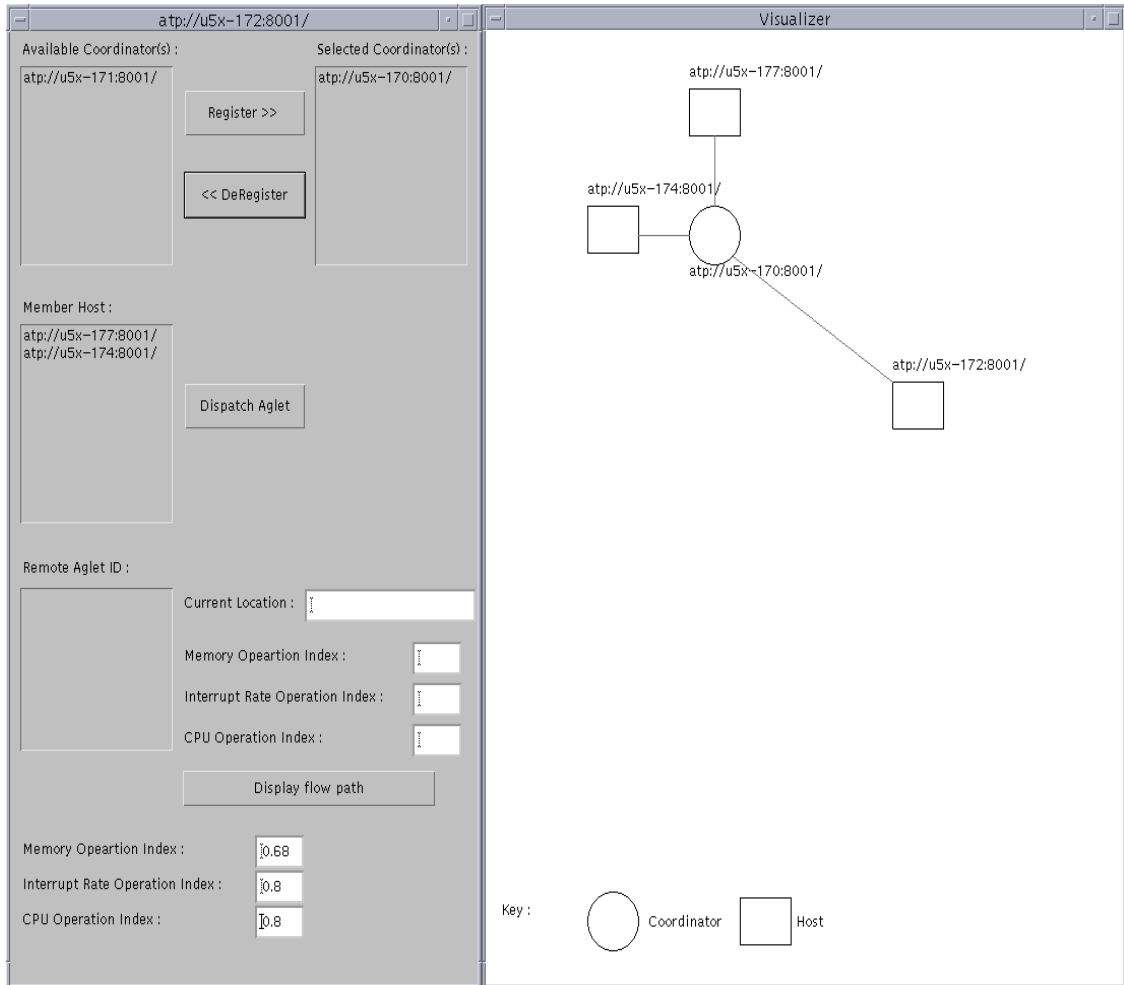 atp://u5x-172:8001/
Available Coordinator(s) :
Selected Coordinator(s) :
atp://u5x-171:8001/
atp://u5x-170:8001/
Register >>
<< DeRegister
Member Host :
atp://u5x-177:8001/
atp://u5x-174:8001/
Dispatch Aglet
Remote Aglet ID :
Current Location :
Memory Opeartion Index :
Interrupt Rate Operation Index :
CPU Operation Index :
Display flow path
Memory Opeartion Index :
0.68
Interrupt Rate Operation Index :
0.8
CPU Operation Index :
0.8
Visualizer
atp://u5x-177:8001/
atp://u5x-174:8001/
atp://u5x-170:8001/
atp://u5x-172:8001/
Key :
Coordinator
Host